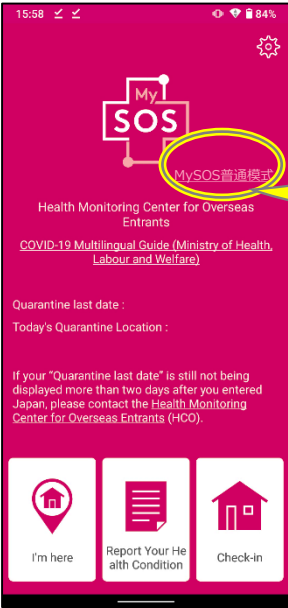 15:58 84%
My
SOS
MySOS普通模式
Health Monitoring Center for Overseas
Entrants
COVID-19 Multilingual Guide (Ministry of Health,
Labour and Welfare)
Quarantine last date :
Today's Quarantine Location :
If your “Quarantine last date” is still not being
displayed more than two days after you entered
Japan, please contact the Health Monitoring
Center for Overseas Entrants (HCO).
I'm here
Report Your He
alth Condition
Check-in